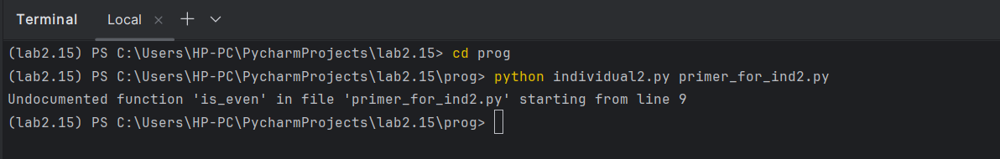 Terminal Local × + ⌄
(lab2.15) PS C:\Users\HP-PC\PycharmProjects\lab2.15> cd prog
(lab2.15) PS C:\Users\HP-PC\PycharmProjects\lab2.15\prog> python individual2.py primer_for_ind2.py
Undocumented function 'is_even' in file 'primer_for_ind2.py' starting from line 9
(lab2.15) PS C:\Users\HP-PC\PycharmProjects\lab2.15\prog>